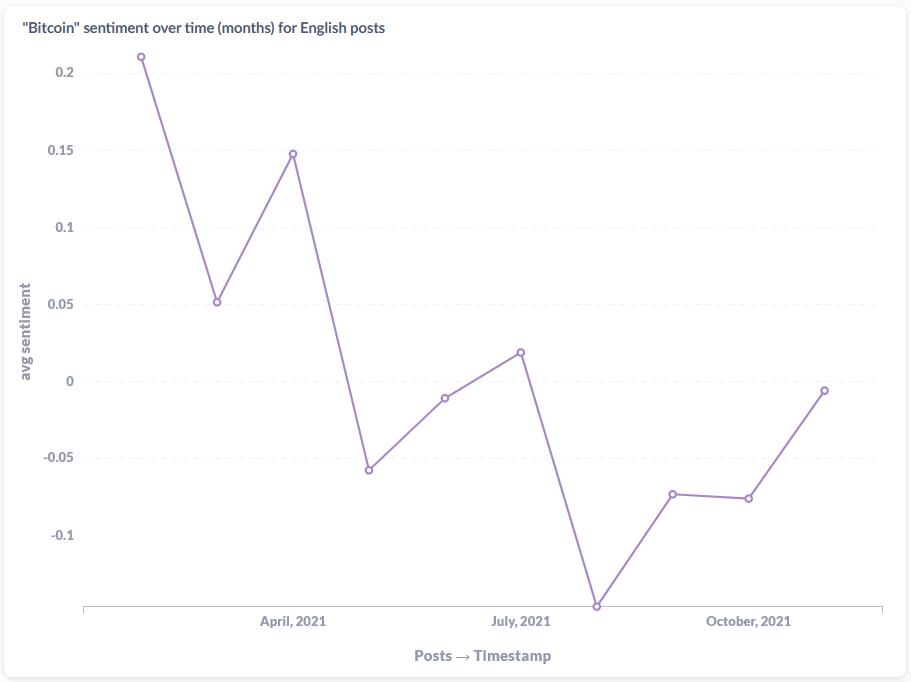 "Bitcoin" sentiment over time (months) for English posts
0.2
0.15
0.1
0.05
0
-0.05
-0.1
avg sentiment
April, 2021 July, 2021 October, 2021
Posts → Timestamp